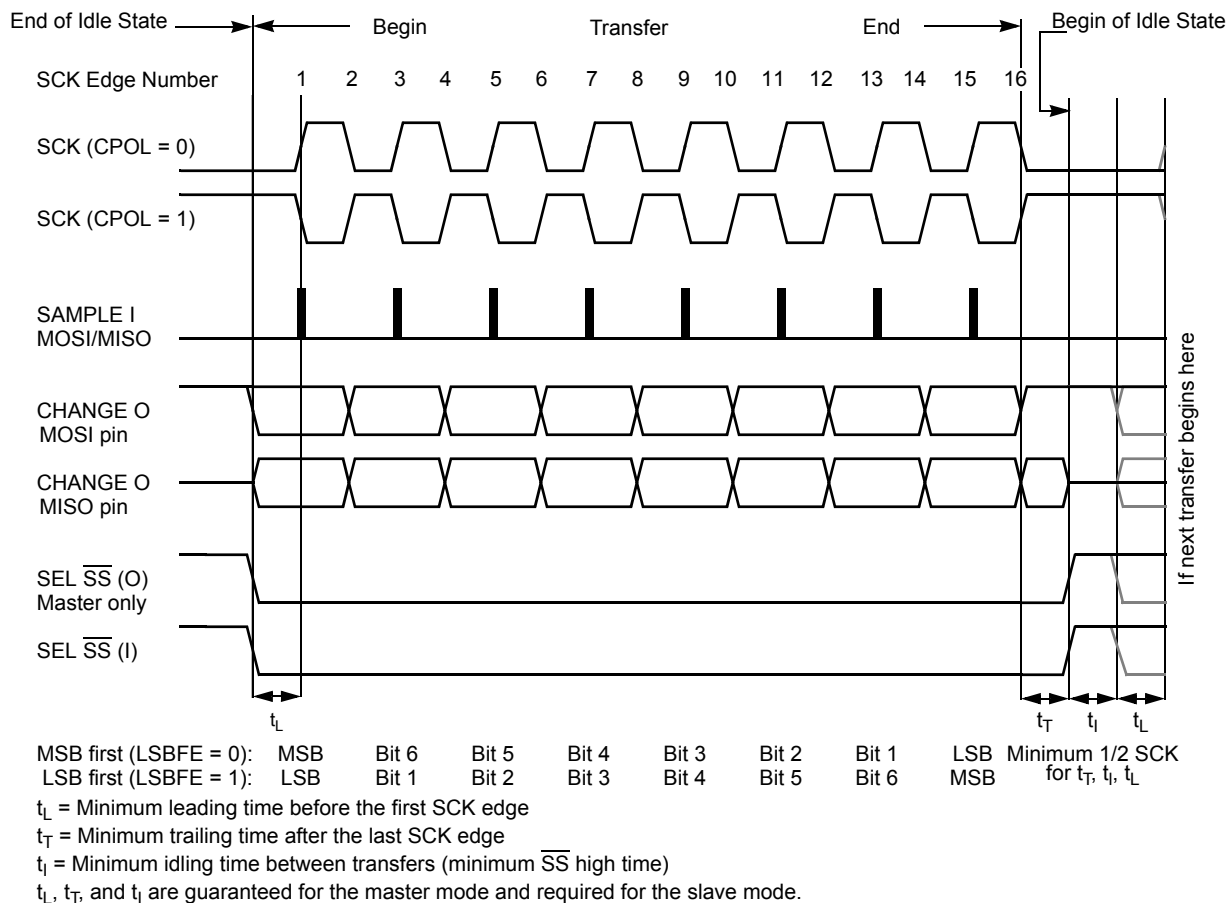 End of Idle State
Begin
Transfer
End
Begin of Idle State
SCK Edge Number
1 2 3 4 5 6 7 8 9 10 11 12 13 14 15 16
SCK (CPOL = 0)
SCK (CPOL = 1)
SAMPLE I
MOSI/MISO
CHANGE O
MOSI pin
CHANGE O
MISO pin
SEL S̅S̅ (O)
Master only
SEL S̅S̅ (I)
If next transfer begins here
tL
tT tI tL
MSB first (LSBFE = 0): MSB Bit 6 Bit 5 Bit 4 Bit 3 Bit 2 Bit 1 LSB Minimum 1/2 SCK
LSB first (LSBFE = 1): LSB Bit 1 Bit 2 Bit 3 Bit 4 Bit 5 Bit 6 MSB for tT, tI, tL
tL = Minimum leading time before the first SCK edge
tT = Minimum trailing time after the last SCK edge
tI = Minimum idling time between transfers (minimum S̅S̅ high time)
tL, tT, and tI are guaranteed for the master mode and required for the slave mode.